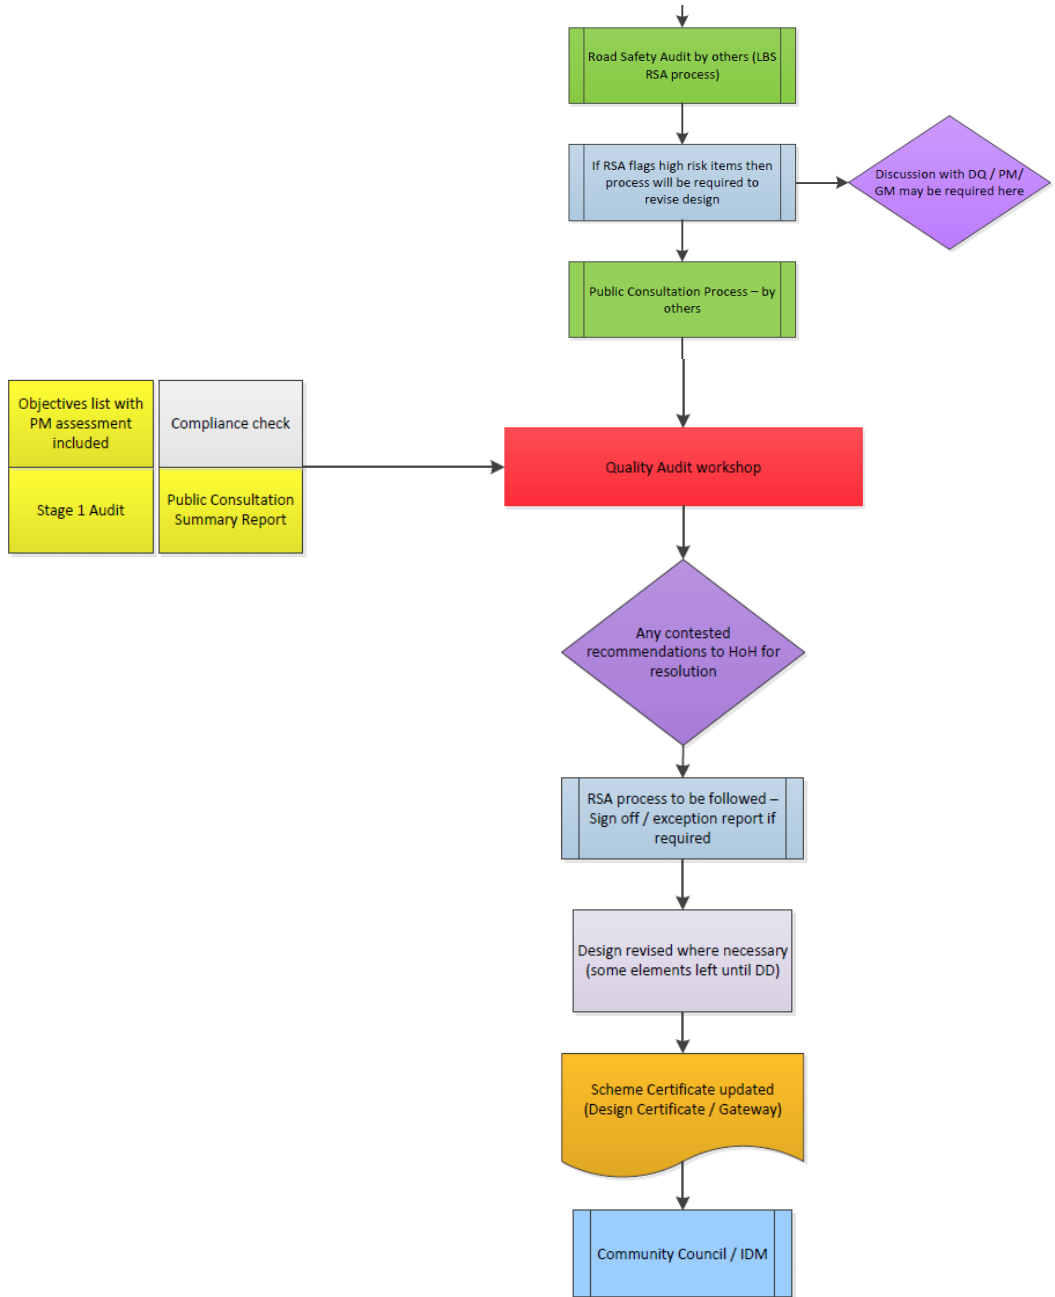 Road Safety Audit by others (LBS
RSA process)
If RSA flags high risk items then
process will be required to
revise design
Discussion with DQ / PM/
GM may be required here
Public Consultation Process – by
others
Objectives list with
PM assessment
included
Compliance check
Stage 1 Audit
Public Consultation
Summary Report
Quality Audit workshop
Any contested
recommendations to HoH for
resolution
RSA process to be followed –
Sign off / exception report if
required
Design revised where necessary
(some elements left until DD)
Scheme Certificate updated
(Design Certificate / Gateway)
Community Council / IDM